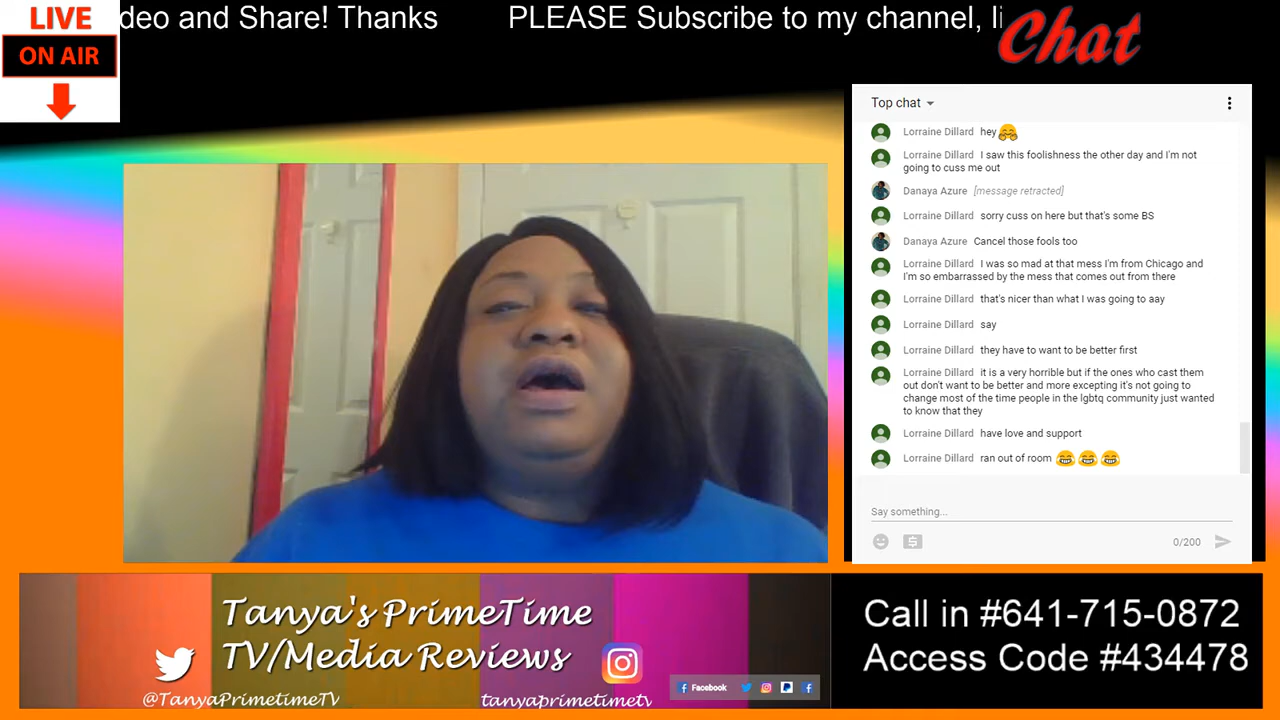 LIVE
ON AIR
deo and Share! Thanks PLEASE Subscribe to my channel, li
Chat
Top chat
Lorraine Dillard hey
Lorraine Dillard I saw this foolishness the other day and I'm not
going to cuss me out
Danaya Azure [message retracted]
Lorraine Dillard sorry cuss on here but that's some BS
Danaya Azure Cancel those fools too
Lorraine Dillard I was so mad at that mess I'm from Chicago and
I'm so embarrassed by the mess that comes out from there
Lorraine Dillard that's nicer than what I was going to aay
Lorraine Dillard say
Lorraine Dillard they have to want to be better first
Lorraine Dillard it is a very horrible but if the ones who cast them
out don't want to be better and more excepting it's not going to
change most of the time people in the lgbtq community just wanted
to know that they
Lorraine Dillard have love and support
Lorraine Dillard ran out of room
Say something...
0/200
Tanya's PrimeTime
TV/Media Reviews
@TanyaPrimetimeTV
tanyaprimetimetv
Facebook
Call in #641-715-0872
Access Code #434478